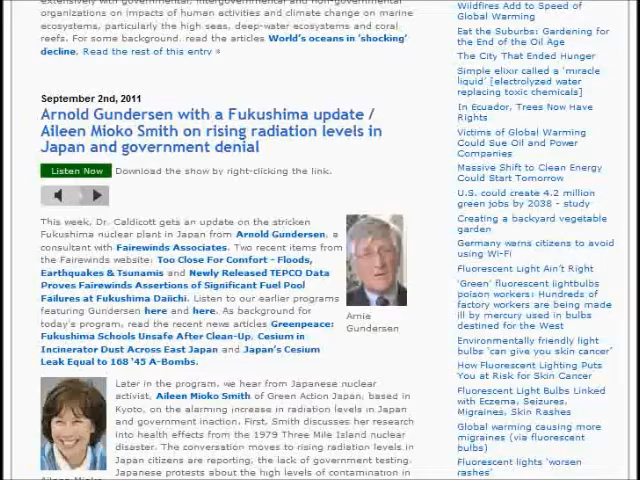 extensively with governmental, intergovernmental and non-governmental
organizations on impacts of human activities and climate change on marine
ecosystems, particularly the high seas, deep-water ecosystems and coral
reefs. For some background, read the articles World's oceans in 'shocking'
decline. Read the rest of this entry »
September 2nd, 2011
Arnold Gundersen with a Fukushima update /
Aileen Mioko Smith on rising radiation levels in
Japan and government denial
Listen Now Download the show by right-clicking the link.
This week, Dr. Caldicott gets an update on the stricken
Fukushima nuclear plant in Japan from Arnold Gundersen, a
consultant with Fairewinds Associates. Two recent items from
the Fairewinds website: Too Close For Comfort - Floods,
Earthquakes & Tsunamis and Newly Released TEPCO Data
Proves Fairewinds Assertions of Significant Fuel Pool
Failures at Fukushima Daiichi. Listen to our earlier programs
featuring Gundersen here and here. As background for
today's program, read the recent news articles Greenpeace:
Fukushima Schools Unsafe After Clean-Up, Cesium in
Incinerator Dust Across East Japan and Japan's Cesium
Leak Equal to 168 '45 A-Bombs.
Arnie
Gundersen
Later in the program, we hear from Japanese nuclear
activist, Aileen Mioko Smith of Green Action Japan, based in
Kyoto, on the alarming increase in radiation levels in Japan
and government inaction. First, Smith discusses her research
into health effects from the 1979 Three Mile Island nuclear
accident. The conversation moves to rising radiation levels in
Japan citizens are reporting, the lack of government testing,
Japanese protests about the high levels of contamination in
Aileen Mioko
Wildfires Add to Speed of
Global Warming
Eat the Suburbs: Gardening for
the End of the Oil Age
The City That Ended Hunger
Simple elixir called a 'miracle
liquid' [electrolyzed water
replacing toxic chemicals]
In Ecuador, Trees Now Have
Rights
Victims of Global Warming
Could Sue Oil and Power
Companies
Massive Shift to Clean Energy
Could Start Tomorrow
U.S. could create 4.2 million
green jobs by 2038 - study
Creating a backyard vegetable
garden
Germany warns citizens to avoid
using Wi-Fi
Fluorescent Light Ain't Right
'Green' fluorescent lightbulbs
poison workers: Hundreds of
factory workers are being made
ill by mercury used in bulbs
destined for the West
Environmentally friendly light
bulbs 'can give you skin cancer'
How Fluorescent Lighting Puts
You at Risk for Skin Cancer
Fluorescent Light Bulbs Linked
with Eczema, Seizures,
Migraines, Skin Rashes
Global warming causing more
migraines (via fluorescent
bulbs)
Fluorescent lights 'worsen
rashes'